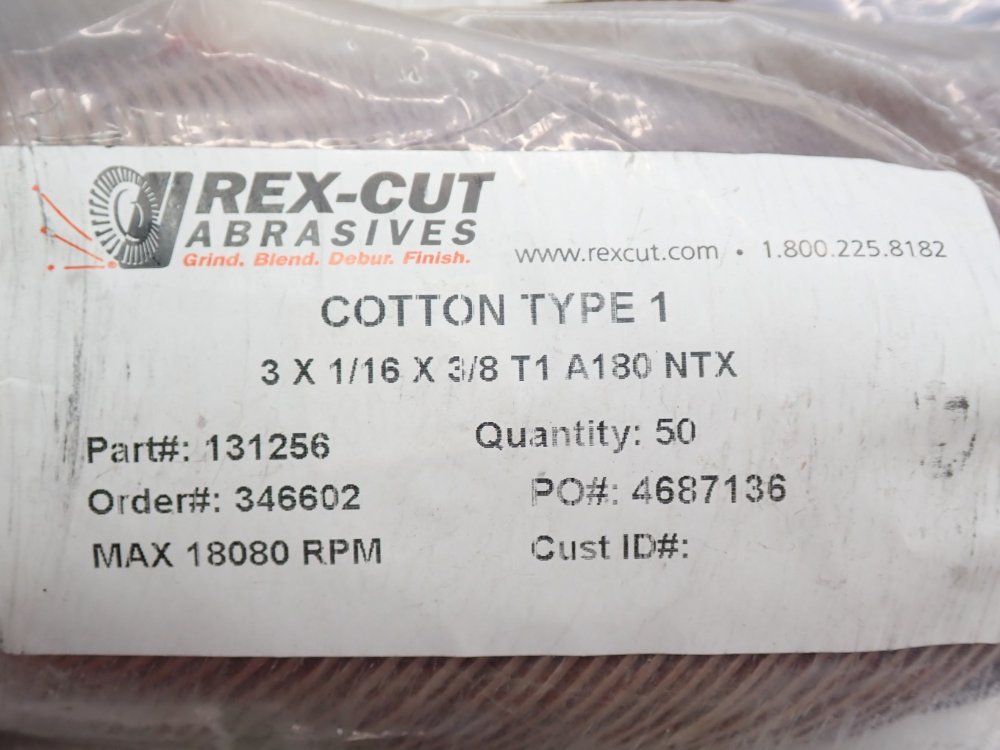 REX-CUT
ABRASIVES
Grind. Blend. Debur. Finish.
www.rexcut.com • 1.800.225.8182
COTTON TYPE 1
3 X 1/16 X 3/8 T1 A180 NTX
Part#: 131256 Quantity: 50
Order#: 346602 PO#: 4687136
MAX 18080 RPM Cust ID#: